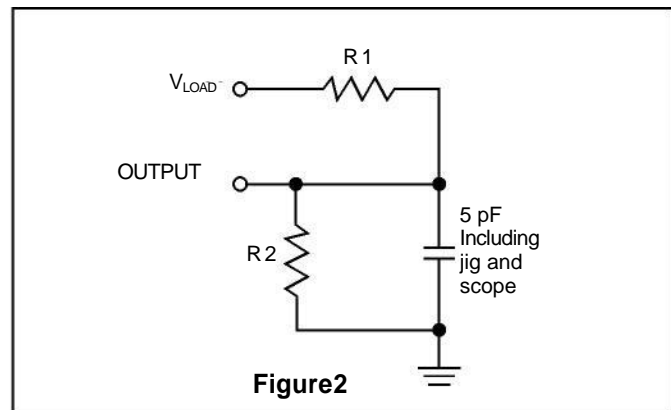 R1
VLOAD
OUTPUT
5 pF
Including
jig and
scope
R2
Figure2